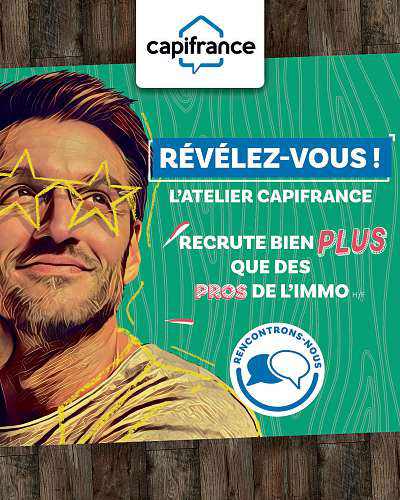 capifrance
RÉVÉLEZ-VOUS !
L'ATELIER CAPIFRANCE
RECRUTE BIEN PLUS
QUE DES
PROS DE L'IMMO H/F
RENCONTRONS-NOUS